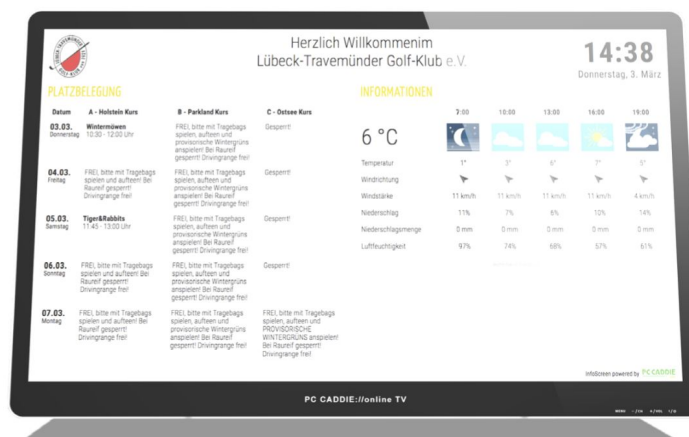 Herzlich Willkommenim
Lübeck-Travemünder Golf-Klub e.V.
14:38
Donnerstag, 3. März
PLATZBELEGUNG
Datum A - Holstein Kurs B - Parkland Kurs C - Ostsee Kurs
03.03.
Donnerstag
Wintermöwen
10:30 - 12:00 Uhr
FREI, bitte mit Tragebags
spielen und
provisorische Wintergrüns
anspielen! Bei Raureif
gesperrt! Drivingrange frei!
Gesperrt!
04.03.
Freitag
FREI, bitte mit Tragebags
spielen und aufteen! Bei
Raureif gesperrt!
Drivingrange frei!
FREI, bitte mit Tragebags
spielen, aufteen und
provisorische Wintergrüns
anspielen! Bei Raureif
gesperrt! Drivingrange frei!
Gesperrt!
05.03.
Samstag
Tiger&Rabbits
11:45 - 13:00 Uhr
FREI, bitte mit Tragebags
spielen, aufteen und
provisorische Wintergrüns
anspielen! Bei Raureif
gesperrt! Drivingrange frei!
Gesperrt!
06.03.
Sonntag
FREI, bitte mit Tragebags
spielen und aufteen! Bei
Raureif gesperrt!
Drivingrange frei!
FREI, bitte mit Tragebags
spielen, aufteen und
provisorische Wintergrüns
anspielen! Bei Raureif
gesperrt! Drivingrange frei!
Gesperrt!
07.03.
Montag
FREI, bitte mit Tragebags
spielen und aufteen! Bei
Raureif gesperrt!
Drivingrange frei!
FREI, bitte mit Tragebags
spielen, aufteen und
provisorische Wintergrüns
anspielen! Bei Raureif
gesperrt! Drivingrange frei!
FREI, bitte mit Tragebags
spielen, aufteen und
PROVISORISCHE
WINTERGRÜNS anspielen!
Bei Raureif gesperrt!
Drivingrange frei!
INFORMATIONEN
7:00 10:00 13:00 16:00 19:00
6 °C
Temperatur 1° 3° 6° 7° 5°
Windrichtung
Windstärke 11 km/h 11 km/h 11 km/h 11 km/h 4 km/h
Niederschlag 11% 7% 6% 10% 14%
Niederschlagsmenge 0 mm 0 mm 0 mm 0 mm 0 mm
Luftfeuchtigkeit 97% 74% 68% 57% 61%
infoScreen powered by PC CADDIE
PC CADDIE://online TV